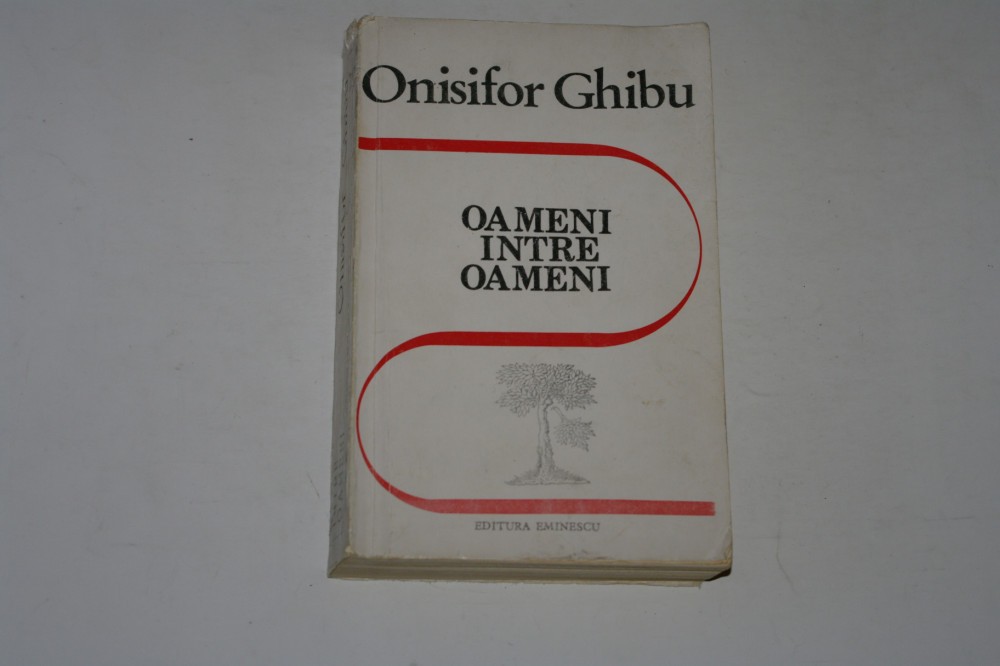 Onisifor Ghibu
OAMENI
INTRE
OAMENI
EDITURA EMINESCU